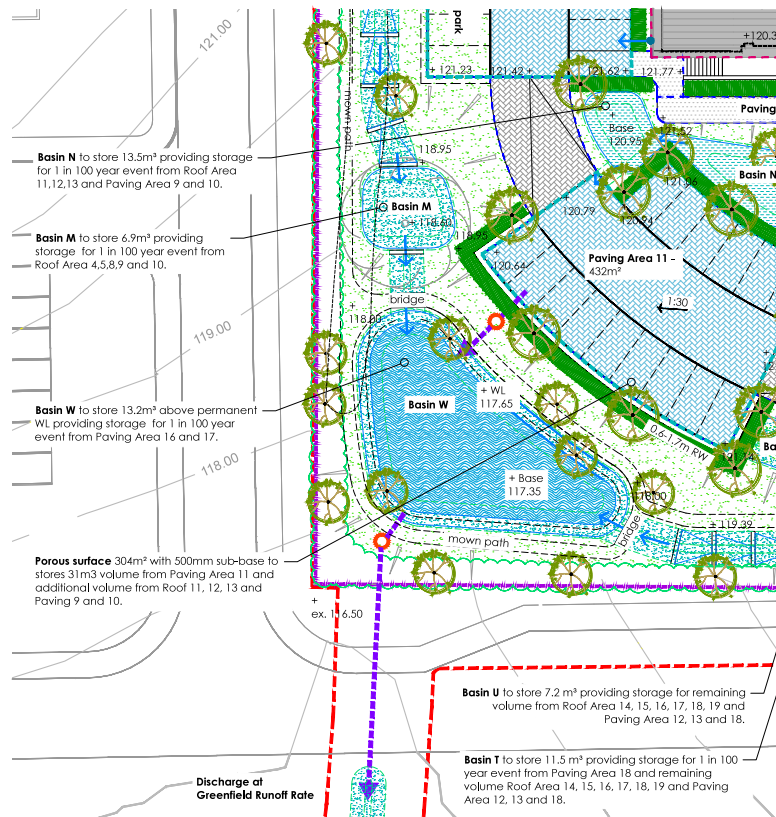 121.00
park
+ 121.23
121.42 +
121.62 +
121.77 +
+120.3
mown path
+
Base
120.95
121.52
Paving
Basin N to store 13.5m³ providing storage
for 1 in 100 year event from Roof Area
11,12,13 and Paving Area 9 and 10.
118.95
+
121.06
Basin N
Basin M
+ 118.60
120.79
120.94
Basin M to store 6.9m³ providing
storage for 1 in 100 year event from
Roof Area 4,5,8,9 and 10.
118.95
+
120.64
Paving Area 11 -
432m²
bridge
1:30
118.00
119.00
+ WL
117.65
Basin W
Basin W to store 13.2m³ above permanent
WL providing storage for 1 in 100 year
event from Paving Area 16 and 17.
0.6-1.7m RW
121.14
Ba
118.00
+ Base
117.35
118.00
+ 119.39
bridge
mown path
Porous surface 304m² with 500mm sub-base to
stores 31m3 volume from Paving Area 11 and
additional volume from Roof 11, 12, 13 and
Paving 9 and 10.
+
ex. 116.50
Basin U to store 7.2 m³ providing storage for remaining
volume from Roof Area 14, 15, 16, 17, 18, 19 and
Paving Area 12, 13 and 18.
Basin T to store 11.5 m³ providing storage for 1 in 100
year event from Paving Area 18 and remaining
volume Roof Area 14, 15, 16, 17, 18, 19 and Paving
Area 12, 13 and 18.
Discharge at
Greenfield Runoff Rate